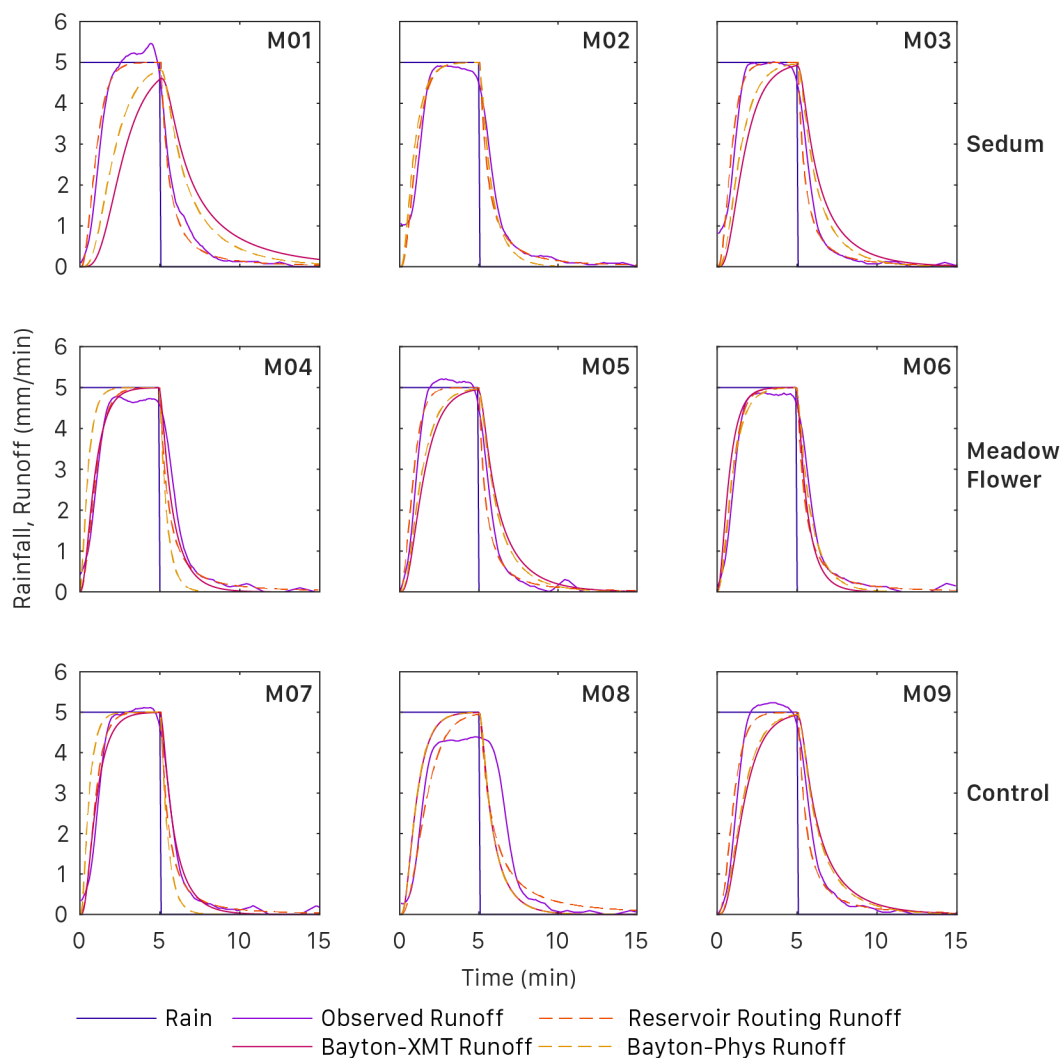 6
5
4
3
2
1
0
M01
M02
M03
Sedum
6
5
4
3
2
1
0
M04
M05
M06
Meadow
Flower
Rainfall, Runoff (mm/min)
6
5
4
3
2
1
0
M07
M08
M09
Control
0 5 10 15 0 5 10 15 0 5 10 15
Time (min)
Rain Observed Runoff Reservoir Routing Runoff
Bayton-XMT Runoff Bayton-Phys Runoff